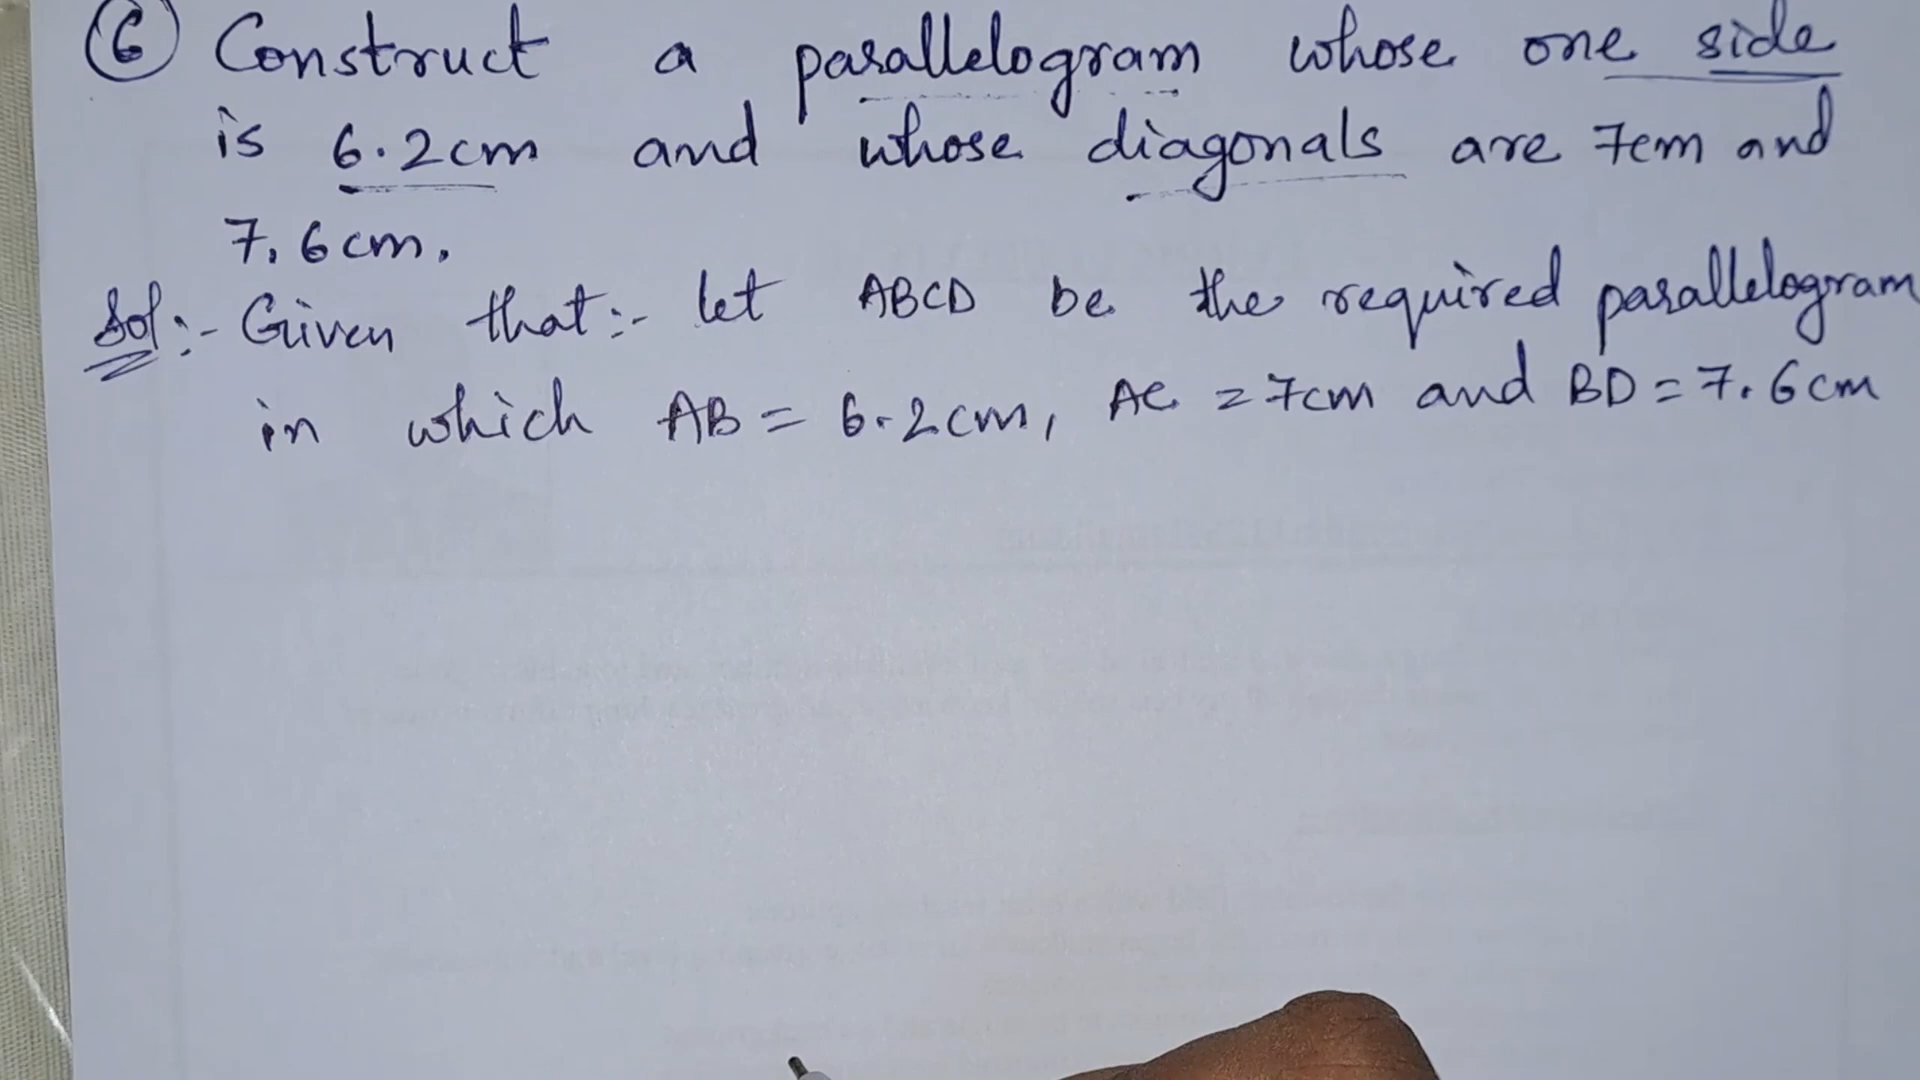 6 Construct a parallelogram whose one side
is 6.2cm and whose diagonals are 7cm and
7.6cm.
Sol:- Given that:- let ABCD be the required parallelogram
in which AB = 6.2cm, AC = 7cm and BD = 7.6cm